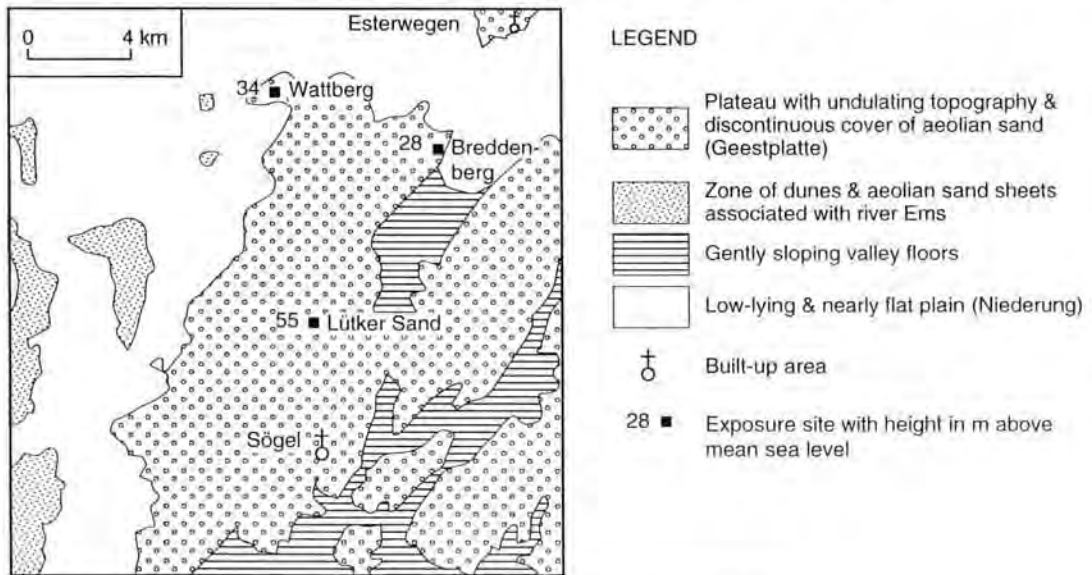 0 4 km
Esterwegen
34 Wattberg
28 Bredden-
berg
55 Lütker Sand
Sögel
LEGEND
Plateau with undulating topography &
discontinuous cover of aeolian sand
(Geestplatte)
Zone of dunes & aeolian sand sheets
associated with river Ems
Gently sloping valley floors
Low-lying & nearly flat plain (Niederung)
Built-up area
28 Exposure site with height in m above
mean sea level